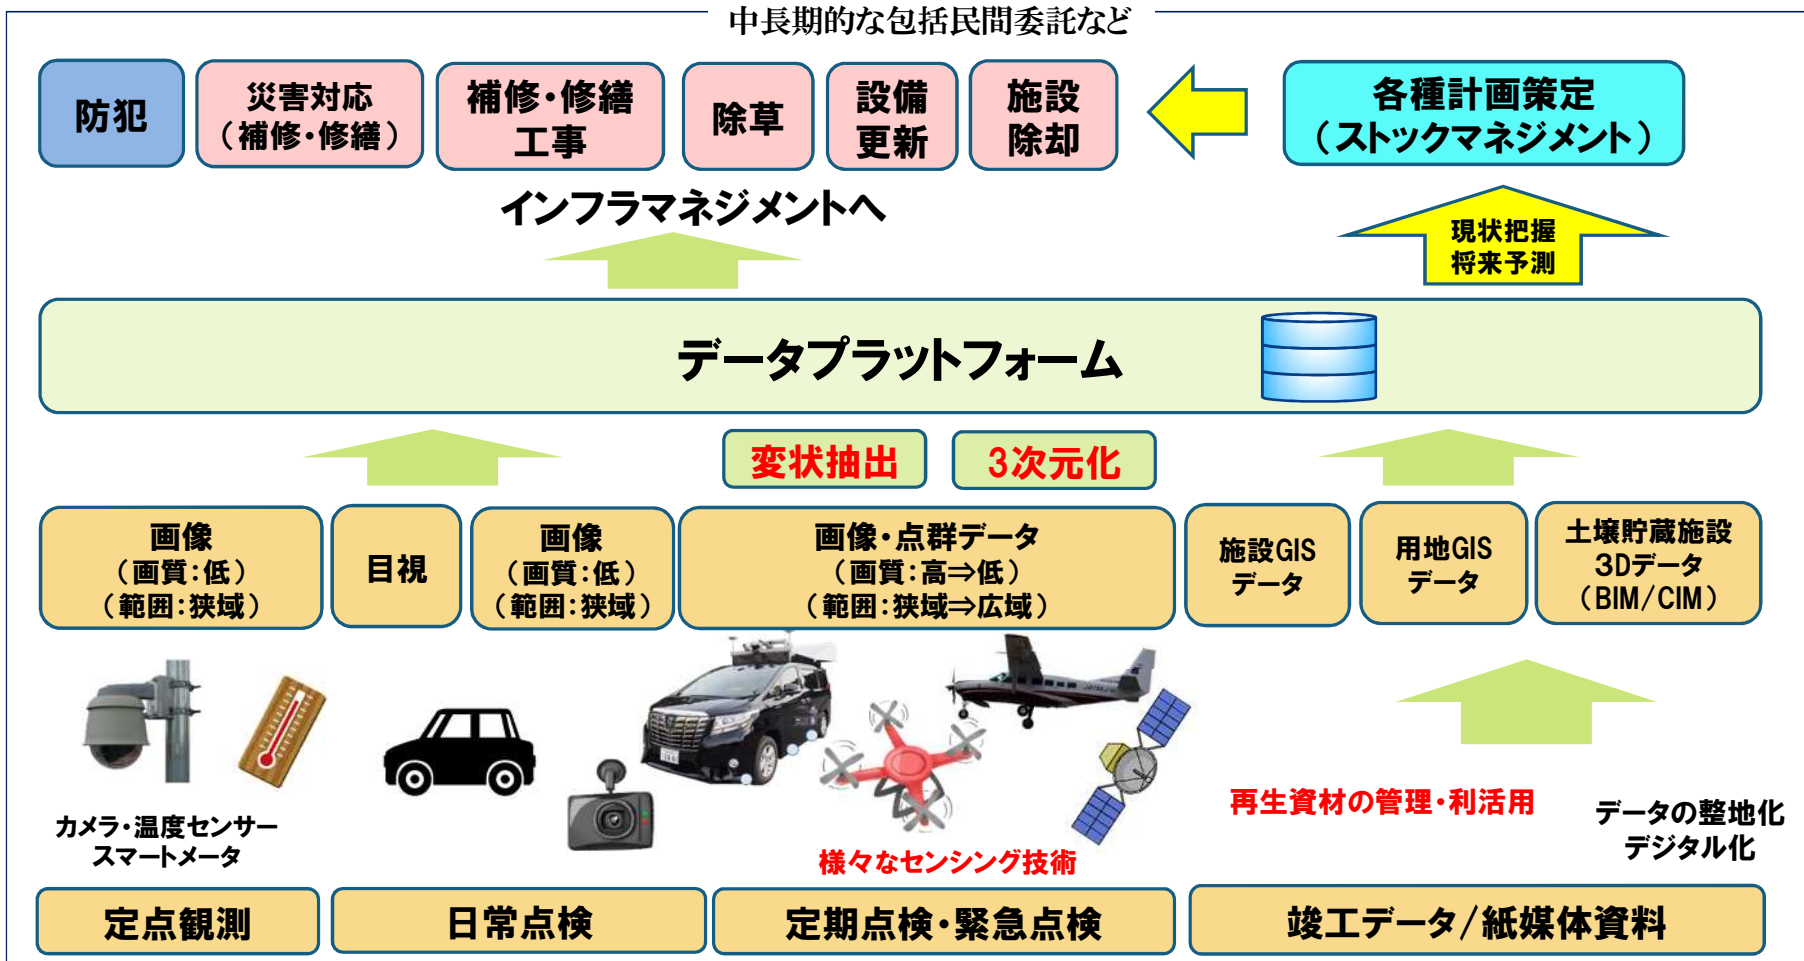 中長期的な包括民間委託など
防犯
災害対応
（補修・修繕）
補修・修繕
工事
除草
設備
更新
施設
除却
各種計画策定
（ストックマネジメント）
インフラマネジメントへ
現状把握
将来予測
データプラットフォーム
変状抽出
3次元化
画像
（画質：低）
（範囲：狭域）
目視
画像
（画質：低）
（範囲：狭域）
画像・点群データ
（画質：高⇒低）
（範囲：狭域⇒広域）
施設GIS
データ
用地GIS
データ
土壌貯蔵施設
3Dデータ
（BIM/CIM）
カメラ・温度センサー
スマートメータ
様々なセンシング技術
再生資材の管理・利活用
データの整地化
デジタル化
定点観測
日常点検
定期点検・緊急点検
竣工データ/紙媒体資料